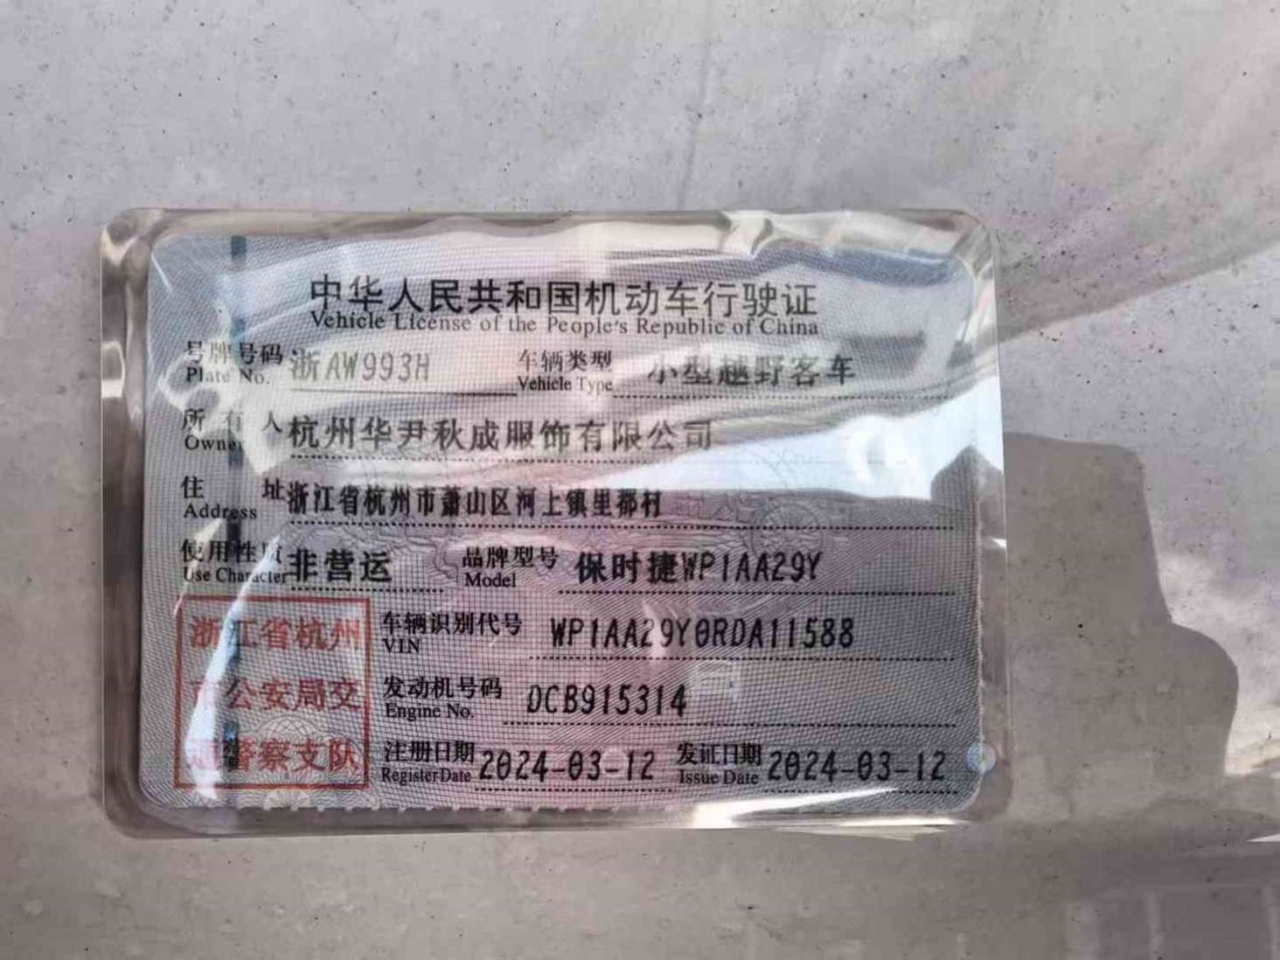 中华人民共和国机动车行驶证
Vehicle License of the People's Republic of China
号牌号码 浙AW993H 车辆类型 小型越野客车
Plate No. Vehicle Type
所有人 杭州华尹秋成服饰有限公司
Owner
住址 浙江省杭州市萧山区河上镇里都村
Address
使用性质 非营运 品牌型号 保时捷WP1AA29Y
Use Character Model
浙江省杭州
市公安局交
通警察支队
车辆识别代号 WP1AA29Y0RDA11588
VIN
发动机号码 DCB915314
Engine No.
注册日期 2024-03-12 发证日期 2024-03-12
Register Date Issue Date